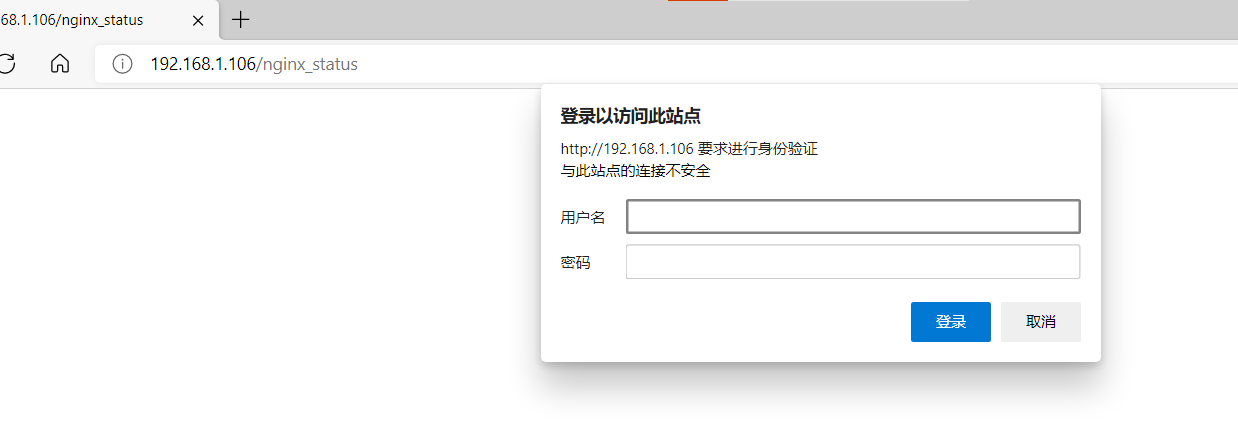 68.1.106/nginx_status
192.168.1.106/nginx_status
登录以访问此站点
http://192.168.1.106 要求进行身份验证
与此站点的连接不安全
用户名
密码
登录 取消